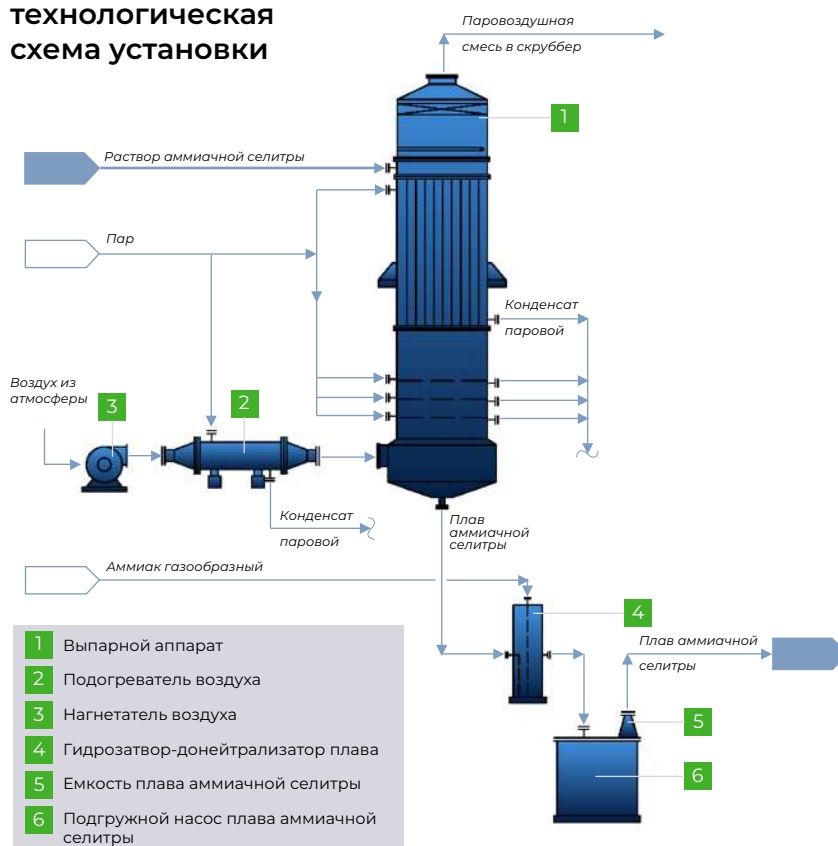 технологическая
схема установки
Паровоздушная
смесь в скруббер
1
Раствор аммиачной селитры
Пар
Конденсат
паровой
Воздух из
атмосферы
3
2
Конденсат
паровой
Плав
аммиачной
селитры
Аммиак газообразный
4
Плав аммиачной
селитры
5
6
1 Выпарной аппарат
2 Подогреватель воздуха
3 Нагнетатель воздуха
4 Гидрозатвор-донейтрализатор плава
5 Емкость плава аммиачной селитры
6 Подгружной насос плава аммиачной
селитры